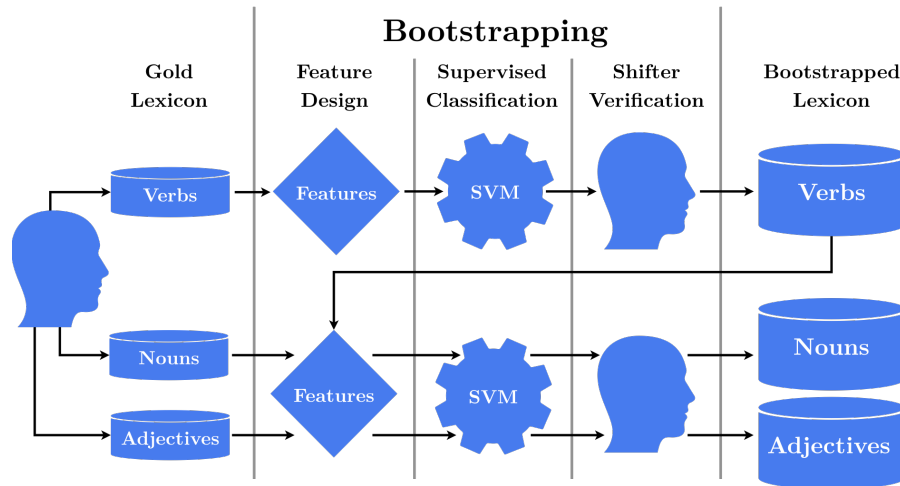 Bootstrapping
Gold
Lexicon
Feature
Design
Supervised
Classification
Shifter
Verification
Bootstrapped
Lexicon
Verbs
Features
SVM
Verbs
Nouns
Features
SVM
Nouns
Adjectives
Adjectives